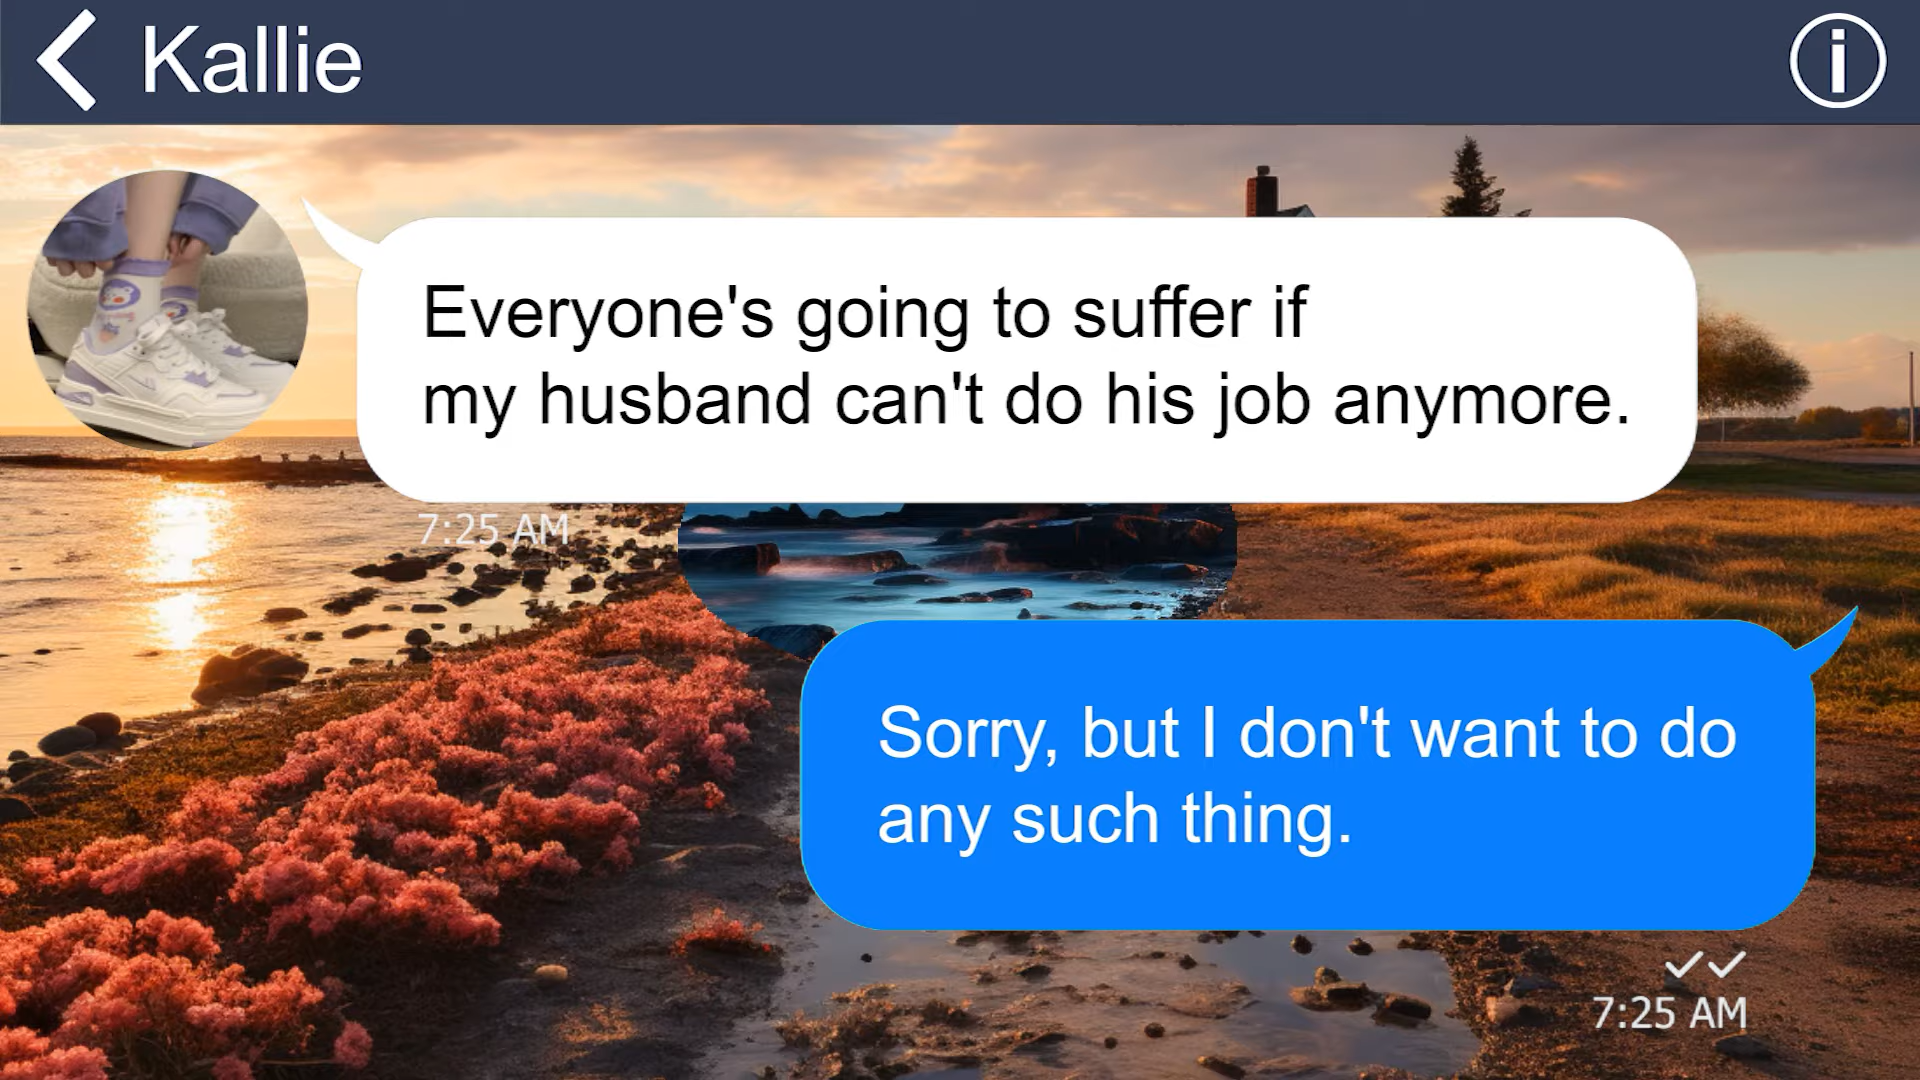 Kallie
Everyone's going to suffer if
my husband can't do his job anymore.
7:25 AM
Sorry, but I don't want to do
any such thing.
7:25 AM